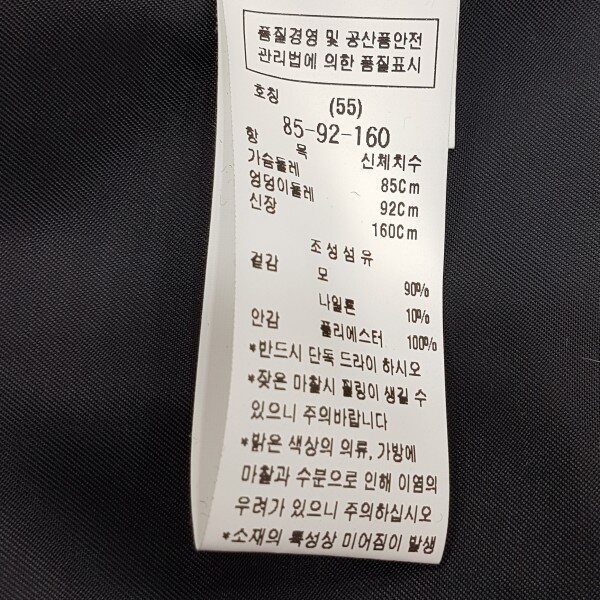 품질경영 및 공산품안전
관리법에 의한 품질표시
호칭 (55)
85-92-160
항 목 신체치수
가슴둘레 85Cm
엉덩이둘레 92Cm
신장 160Cm
조성섬유
겉감 모 90%
나일론 10%
안감 폴리에스터 100%
*반드시 단독 드라이 하시오
*잦은 마찰시 필링이 생길 수
있으니 주의바랍니다
*밝은 색상의 의류, 가방에
마찰과 수분으로 인해 이염의
우려가 있으니 주의하십시오
*소재의 특성상 미어짐이 발생